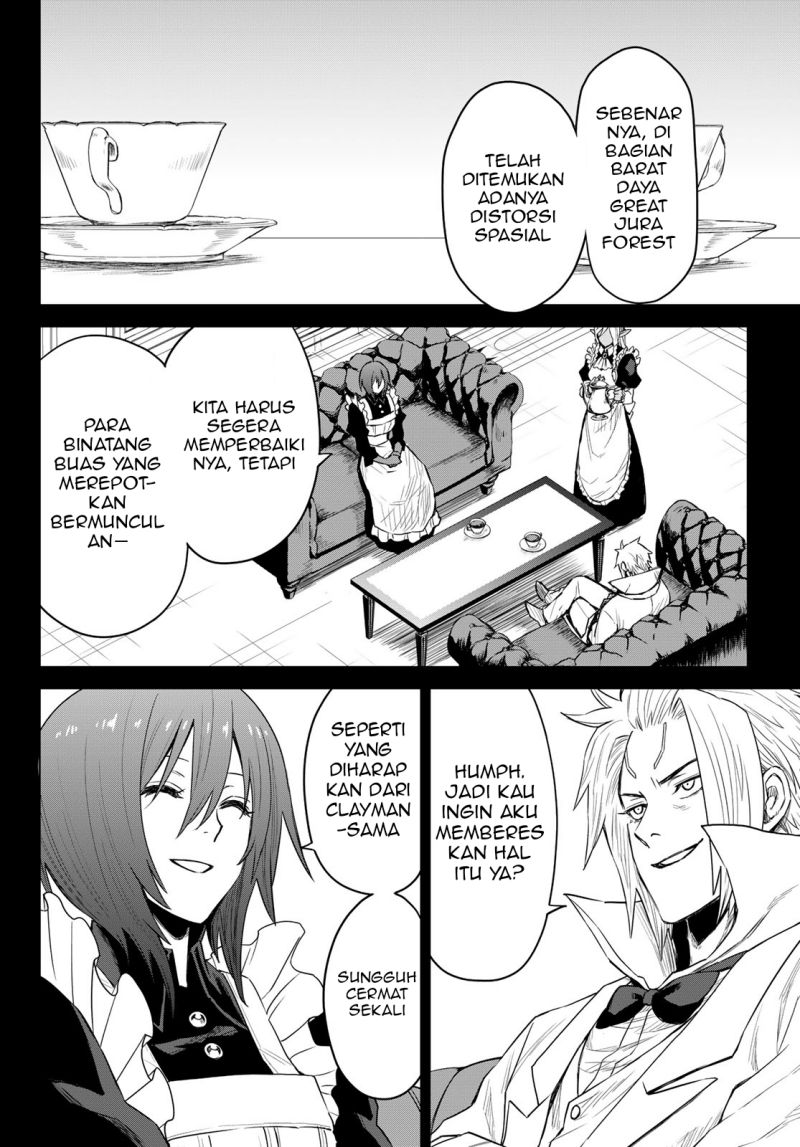 SEBENAR
NYA, DI
BAGIAN
BARAT
DAYA
GREAT
JURA
FOREST
TELAH
DITEMUKAN
ADANYA
DISTORSI
SPASIAL
KITA HARUS
SEGERA
MEMPERBAIKI
NYA, TETAPI
PARA
BINATANG
BUAS YANG
MEREPOT-
KAN
BERMUNCUL
AN—
HUMPH,
JADI KAU
INGIN AKU
MEMBERES
KAN HAL
ITU YA?
SEPERTI
YANG
DIHARAP
KAN DARI
CLAYMAN
-SAMA
SUNGGUH
CERMAT
SEKALI